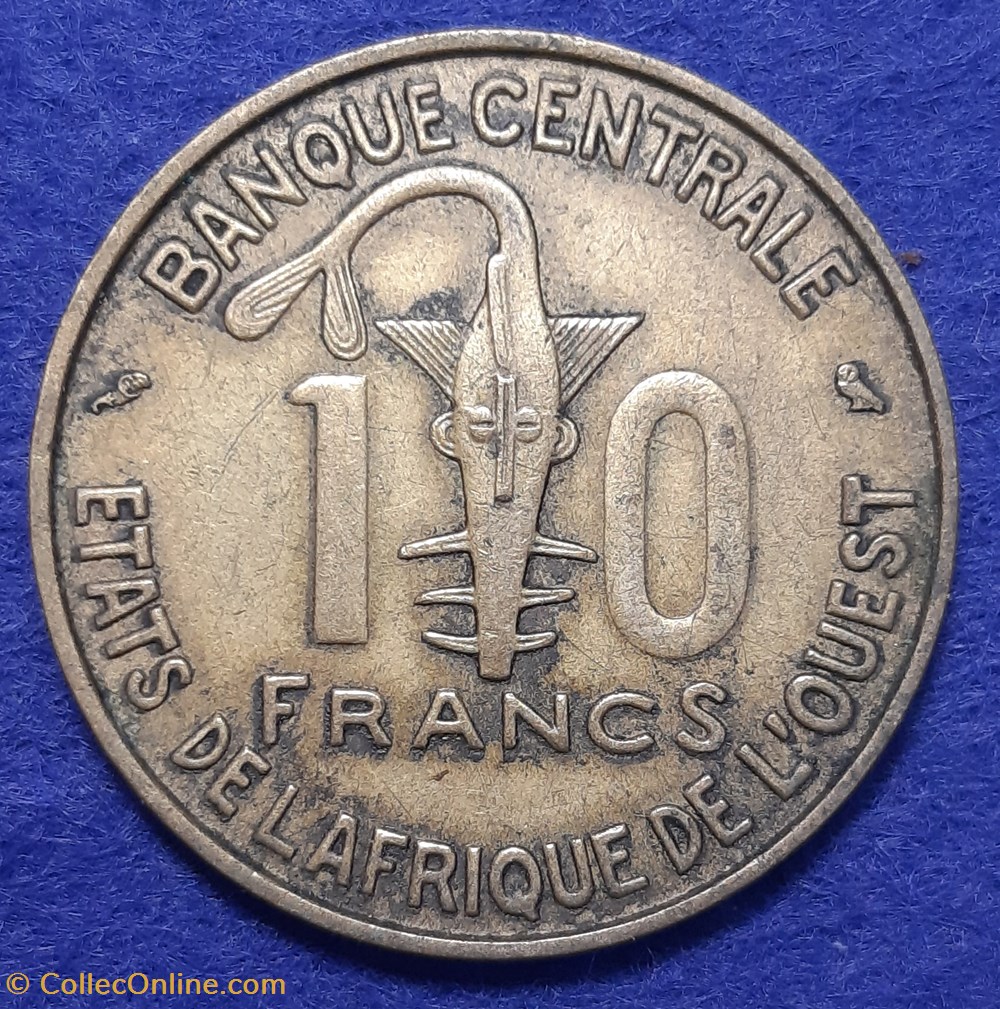 BANQUE CENTRALE
10
FRANCS
ETATS DE L'AFRIQUE DE L'OUEST
© CollecOnline.com